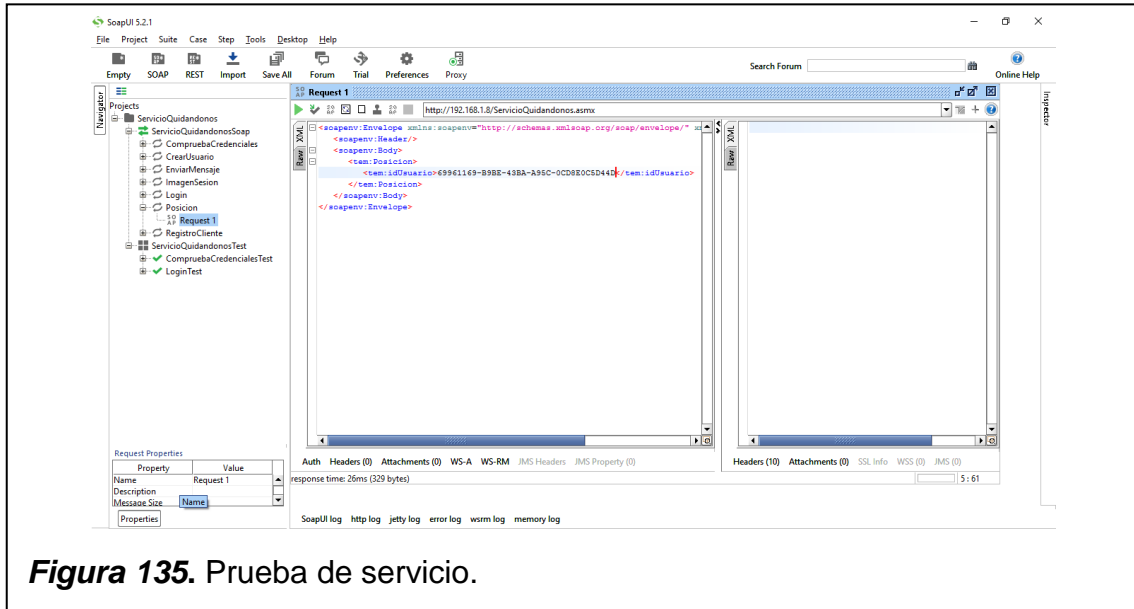 SoapUI 5.2.1
File Project Suite Case Step Tools Desktop Help
Empty SOAP REST Import Save All Forum Trial Preferences Proxy
Search Forum
Online Help
Navigator
Projects
ServicioQuidandonos
ServicioQuidandonosSoap
CompruebaCredenciales
CrearUsuario
EnviarMensaje
ImagenSesion
Login
Posicion
Request 1
RegistroCliente
ServicioQuidandonosTest
CompruebaCredencialesTest
LoginTest
Request Properties
Property Value
Name Request 1
Description
Message Size
Name
Properties
Request 1
http://192.168.1.8/ServicioQuidandonos.asmx
XML
Raw
<soapenv:Envelope xmlns:soapenv="http://schemas.xmlsoap.org/soap/envelope/"
<soapenv:Header/>
<soapenv:Body>
<tem:Posicion>
<tem:idUsuario>69961169-B9BE-43BA-A95C-0CD8E0C5D44D</tem:idUsuario>
</tem:Posicion>
</soapenv:Body>
</soapenv:Envelope>
XML
Raw
Inspector
Auth Headers (0) Attachments (0) WS-A WS-RM JMS Headers JMS Property (0)
Headers (10) Attachments (0) SSL Info WSS (0) JMS (0)
response time: 26ms (329 bytes)
5 : 61
SoapUI log http log jetty log error log wsrm log memory log
Figura 135. Prueba de servicio.